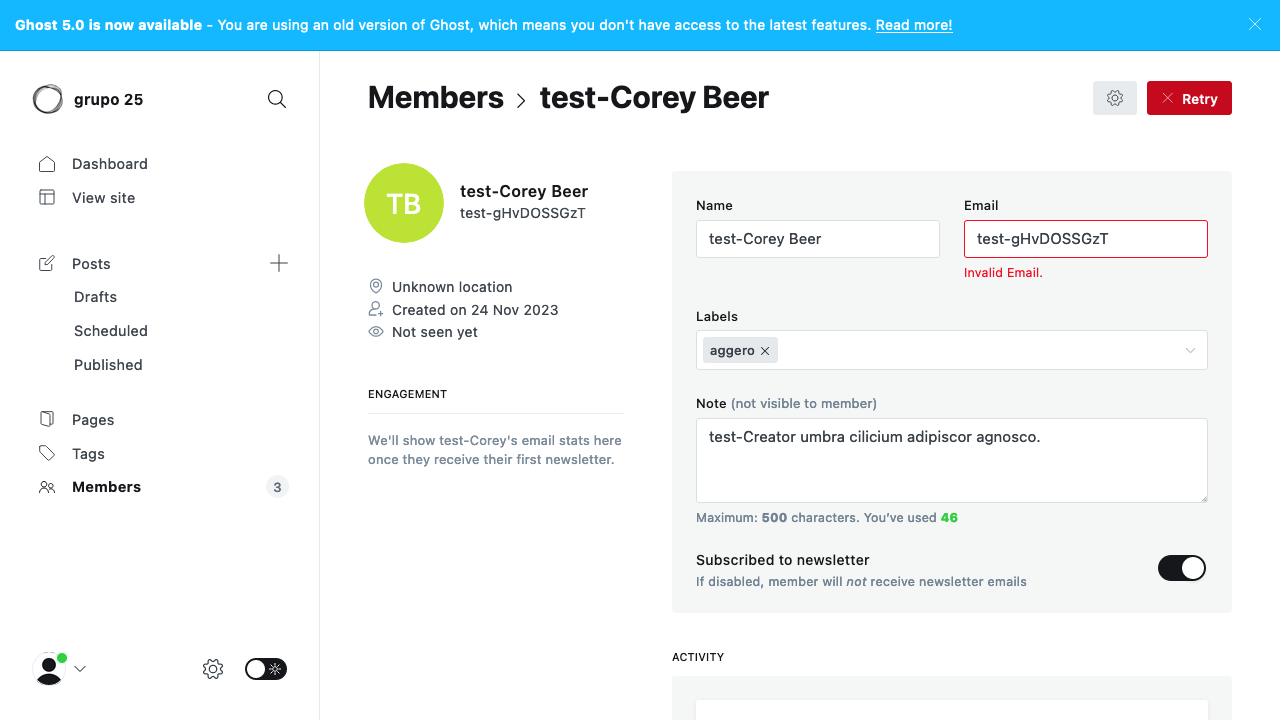 Ghost 5.0 is now available - You are using an old version of Ghost, which means you don't have access to the latest features. Read more!
grupo 25
Dashboard
View site
Posts
Drafts
Scheduled
Published
Pages
Tags
Members
3
Members > test-Corey Beer
Retry
TB
test-Corey Beer
test-gHvDOSSGzT
Unknown location
Created on 24 Nov 2023
Not seen yet
ENGAGEMENT
We'll show test-Corey's email stats here
once they receive their first newsletter.
Name
test-Corey Beer
Email
test-gHvDOSSGzT
Invalid Email.
Labels
aggero
Note (not visible to member)
test-Creator umbra cilicium adipiscor agnosco.
Maximum: 500 characters. You've used 46
Subscribed to newsletter
If disabled, member will not receive newsletter emails
ACTIVITY